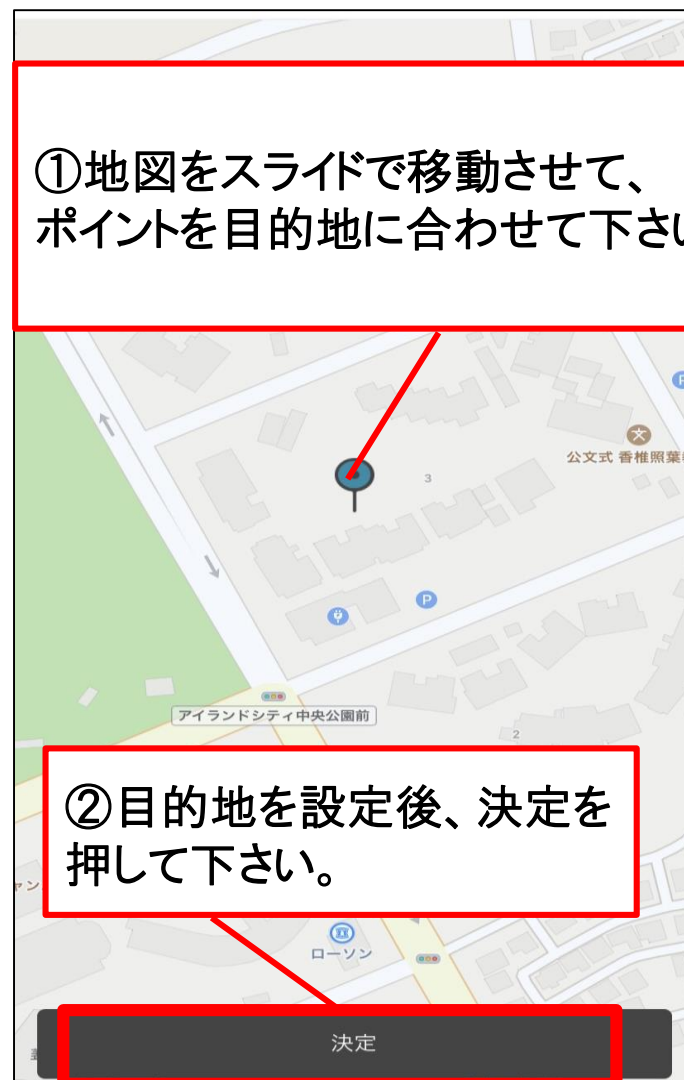 ①地図をスライドで移動させて、
ポイントを目的地に合わせて下さい
公文式 香椎照葉
3
P
P
アイランドシティ中央公園前
2
②目的地を設定後、決定を
押して下さい。
ャン
ローソン
決定